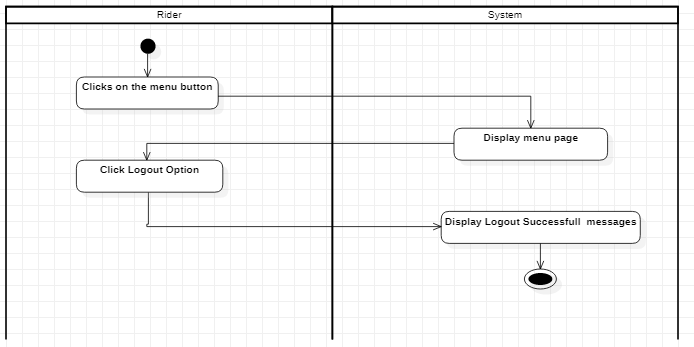 Rider
System
Clicks on the menu button
Display menu page
Click Logout Option
Display Logout Successfull  messages